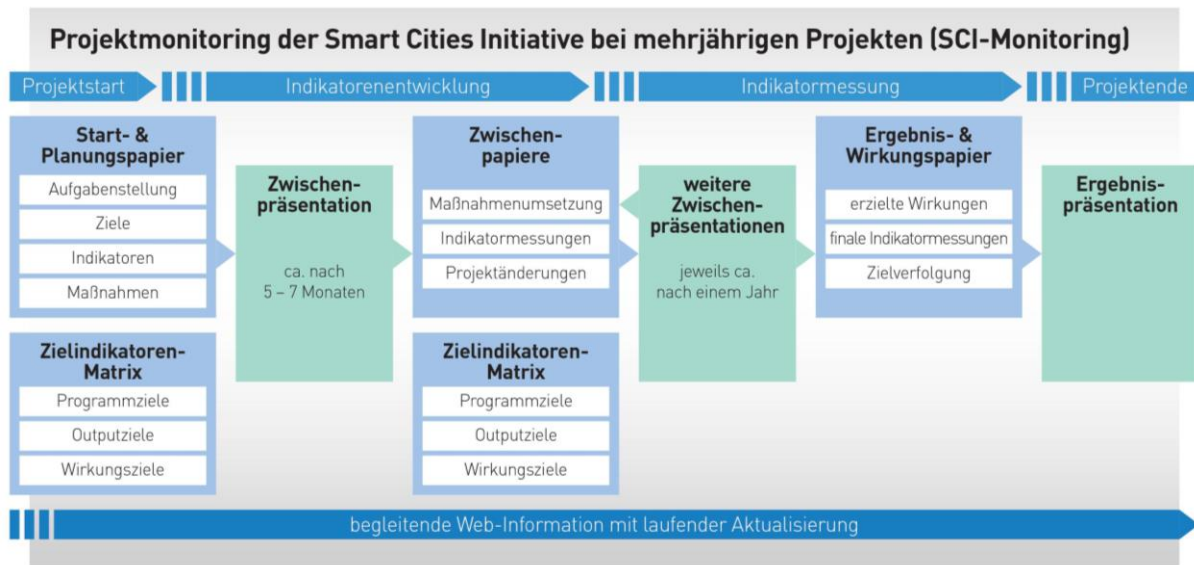 Projektmonitoring der Smart Cities Initiative bei mehrjährigen Projekten (SCI-Monitoring)
Projektstart
Indikatorenentwicklung
Indikatormessung
Projektende
Start- &
Planungspapier
Aufgabenstellung
Ziele
Indikatoren
Maßnahmen
Zielindikatoren-
Matrix
Programmziele
Outputziele
Wirkungsziele
Zwischen-
präsentation
ca. nach
5 – 7 Monaten
Zwischen-
papiere
Maßnahmenumsetzung
Indikatormessungen
Projektänderungen
Zielindikatoren-
Matrix
Programmziele
Outputziele
Wirkungsziele
weitere
Zwischen-
präsentationen
jeweils ca.
nach einem Jahr
Ergebnis- &
Wirkungspapier
erzielte Wirkungen
finale Indikatormessungen
Zielverfolgung
Ergebnis-
präsentation
begleitende Web-Information mit laufender Aktualisierung